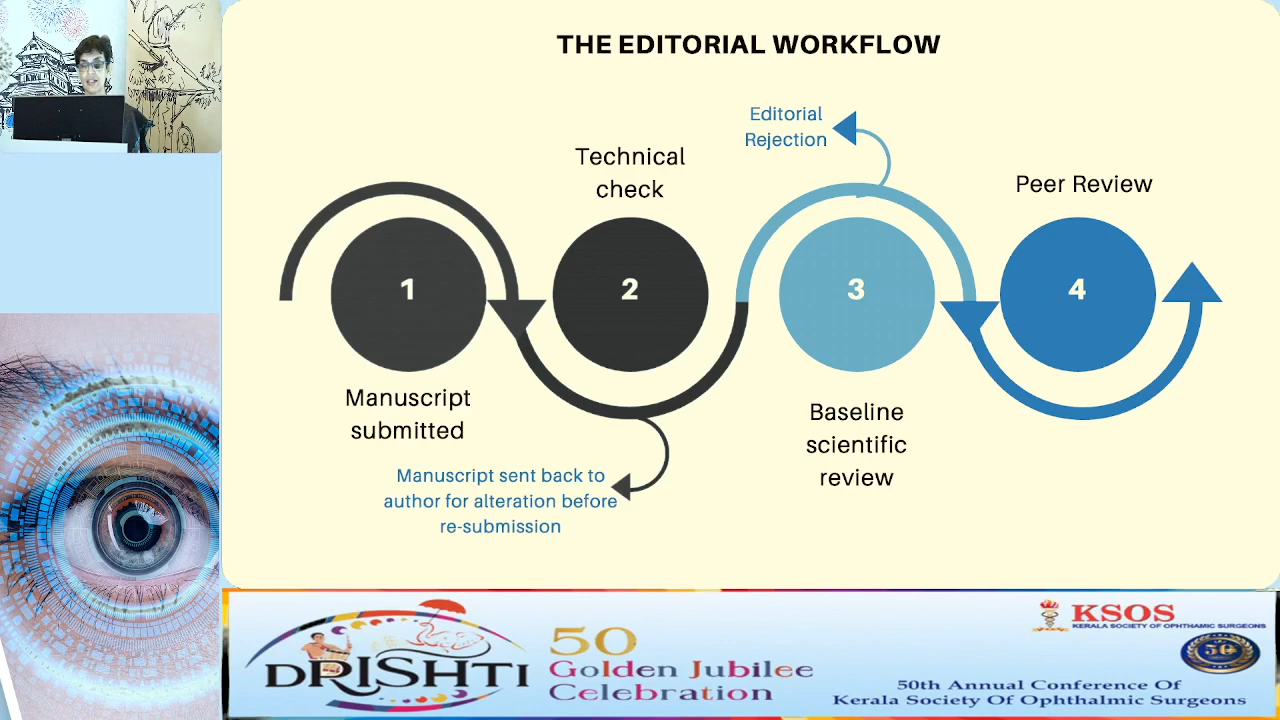 THE EDITORIAL WORKFLOW
Editorial
Rejection
Technical
check
Peer Review
1
2
3
4
Manuscript
submitted
Baseline
scientific
review
Manuscript sent back to
author for alteration before
re-submission
DRISHTI
50
Golden Jubilee
Celebration
KSOS
KERALA SOCIETY OF OPHTHAMIC SURGEONS
50
50th Annual Conference Of
Kerala Society Of Ophthalmic Surgeons